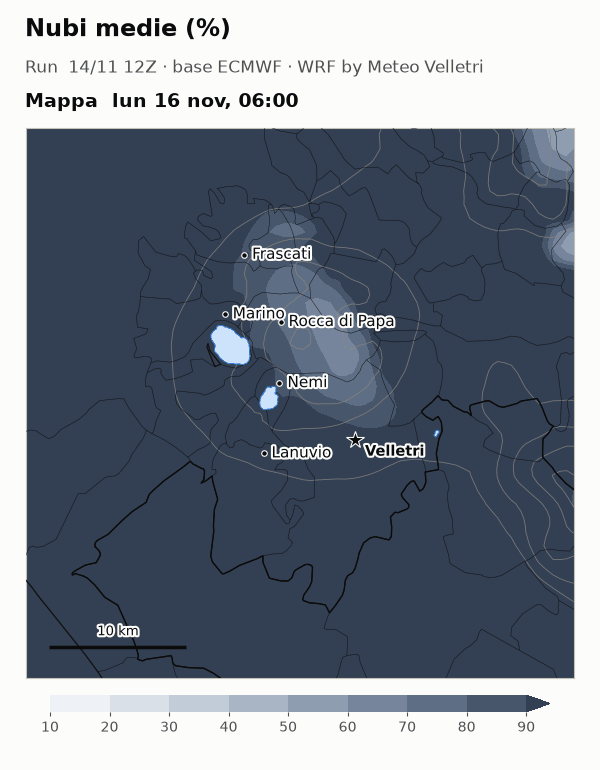 Nubi medie (%)
Run  14/11 12Z · base ECMWF · WRF by Meteo Velletri
Mappa  lun 16 nov, 06:00
Frascati
Marino
Rocca di Papa
Nemi
Velletri
Lanuvio
10 km
10 20 30 40 50 60 70 80 90